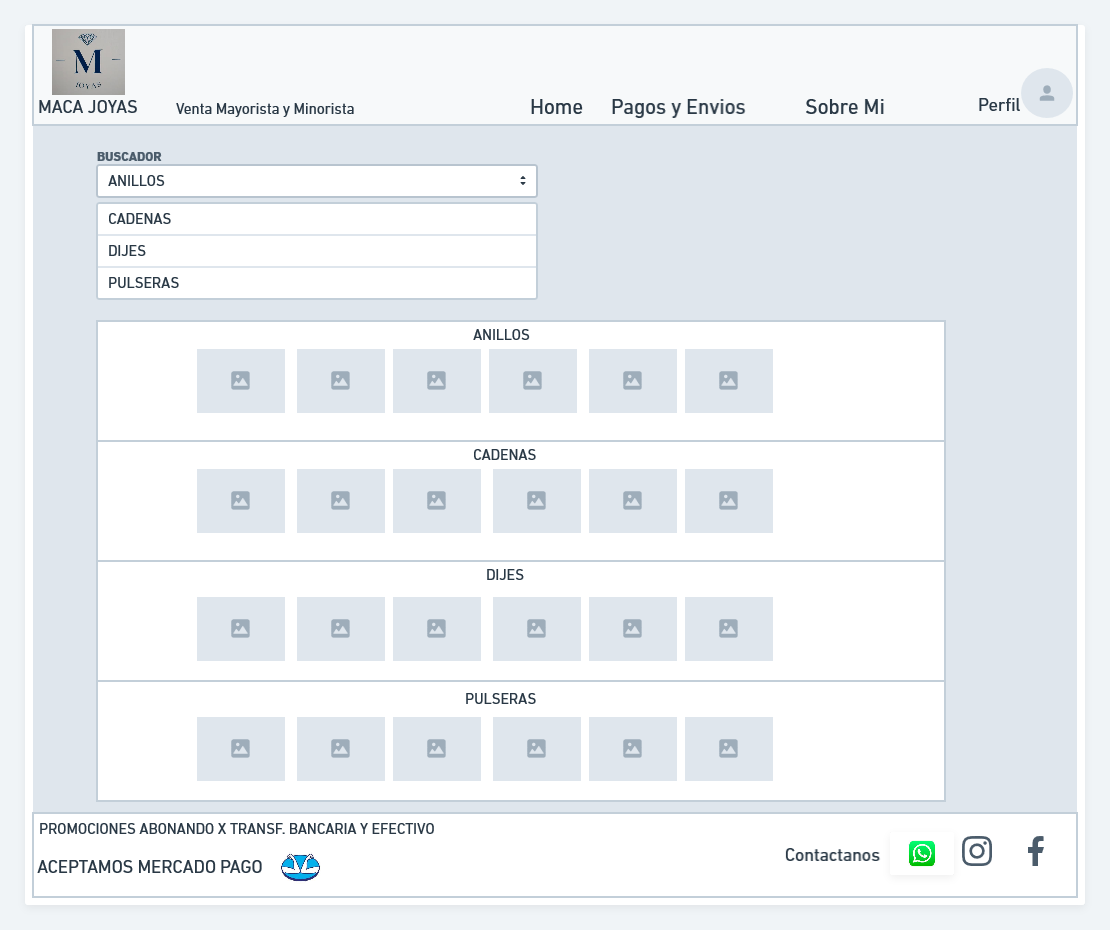 M
JOYAS
MACA JOYAS
Venta Mayorista y Minorista
Home
Pagos y Envios
Sobre Mi
Perfil
BUSCADOR
ANILLOS
CADENAS
DIJES
PULSERAS
ANILLOS
CADENAS
DIJES
PULSERAS
PROMOCIONES ABONANDO X TRANSF. BANCARIA Y EFECTIVO
ACEPTAMOS MERCADO PAGO
Contactanos